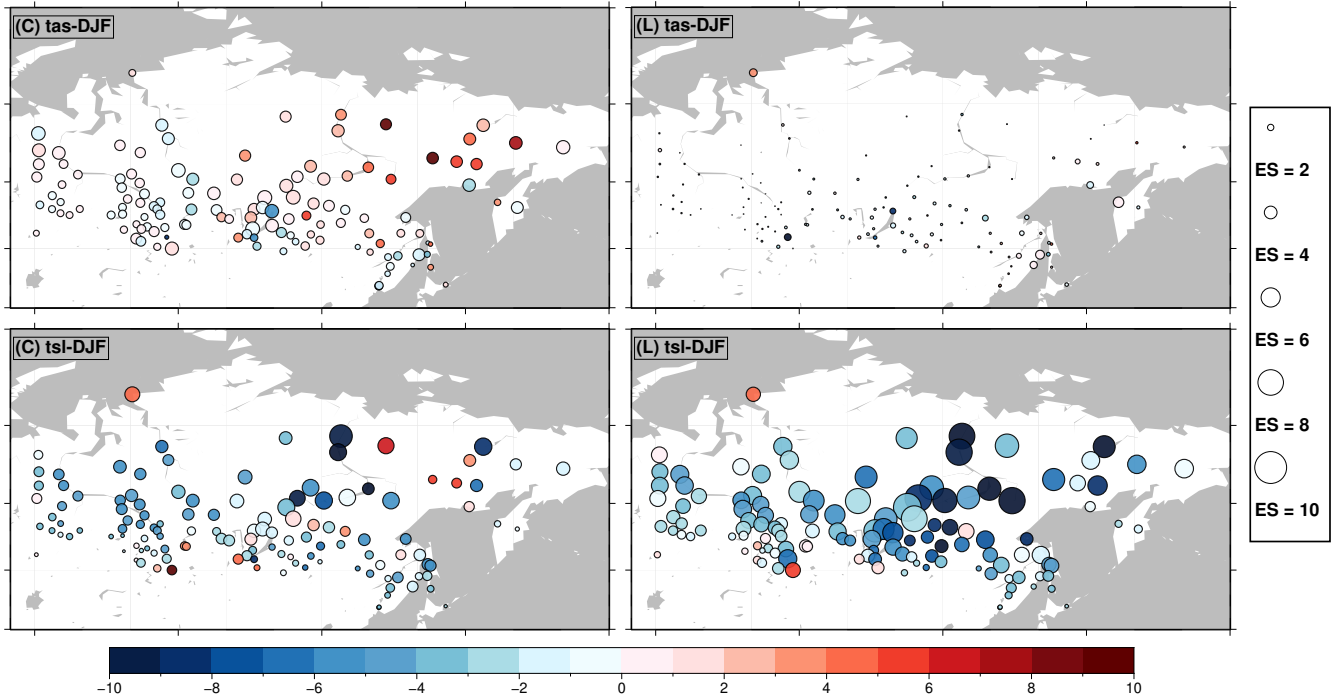 (C) tas-DJF
(L) tas-DJF
ES = 2
ES = 4
ES = 6
ES = 8
ES = 10
(C) tsl-DJF
(L) tsl-DJF
−10 −8 −6 −4 −2 0 2 4 6 8 10